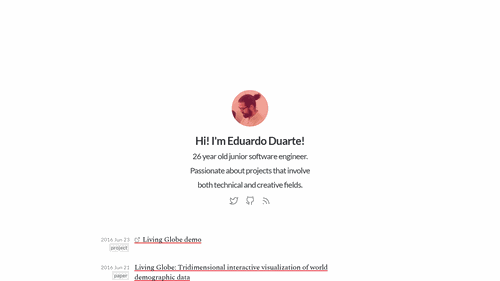 Hi! I'm Eduardo Duarte!
26 year old junior software engineer.
Passionate about projects that involve
both technical and creative fields.
2016 Jun 23 Living Globe demo
project
2016 Jun 21 Living Globe: Tridimensional interactive visualization of world
paper demographic data